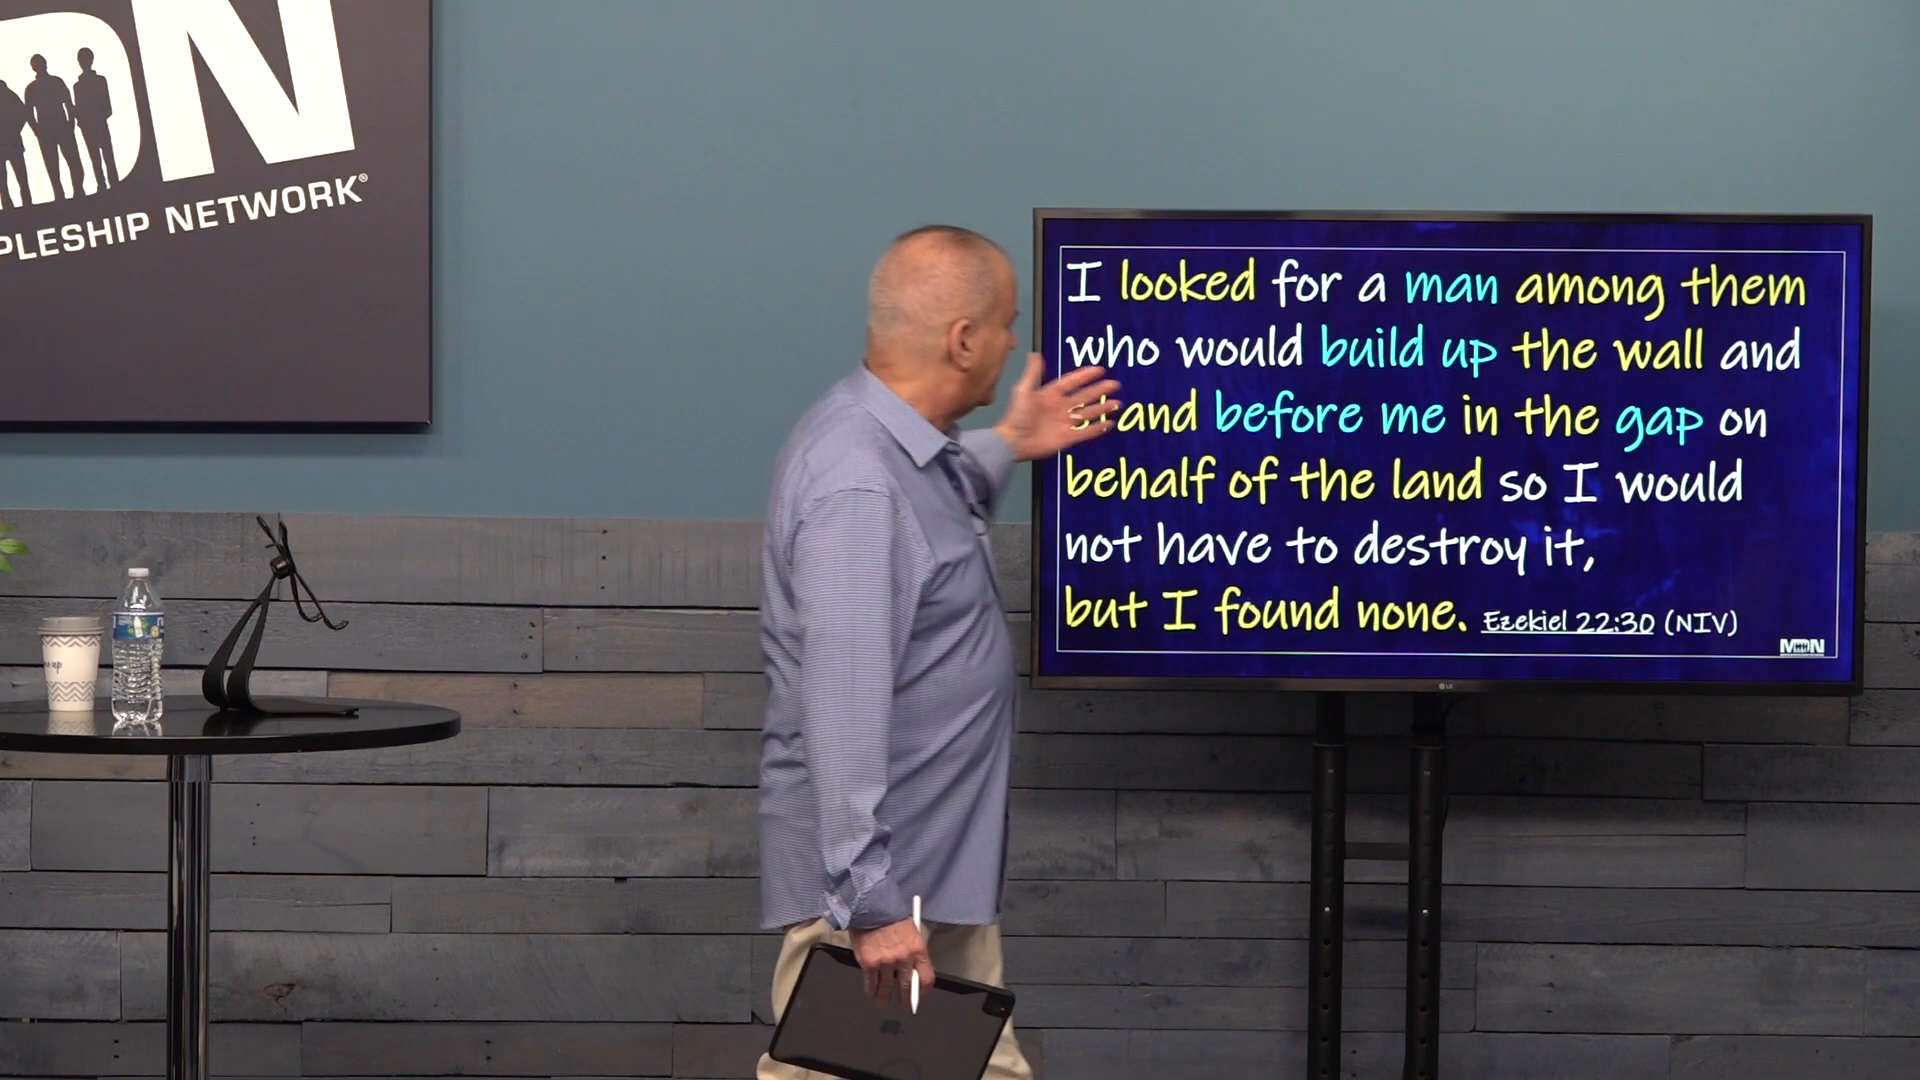 MDN
PLESHIP NETWORK®
I looked for a man among them
who would build up the wall and
stand before me in the gap on
behalf of the land so I would
not have to destroy it,
but I found none. Ezekiel 22:30 (NIV)
MDN
LG